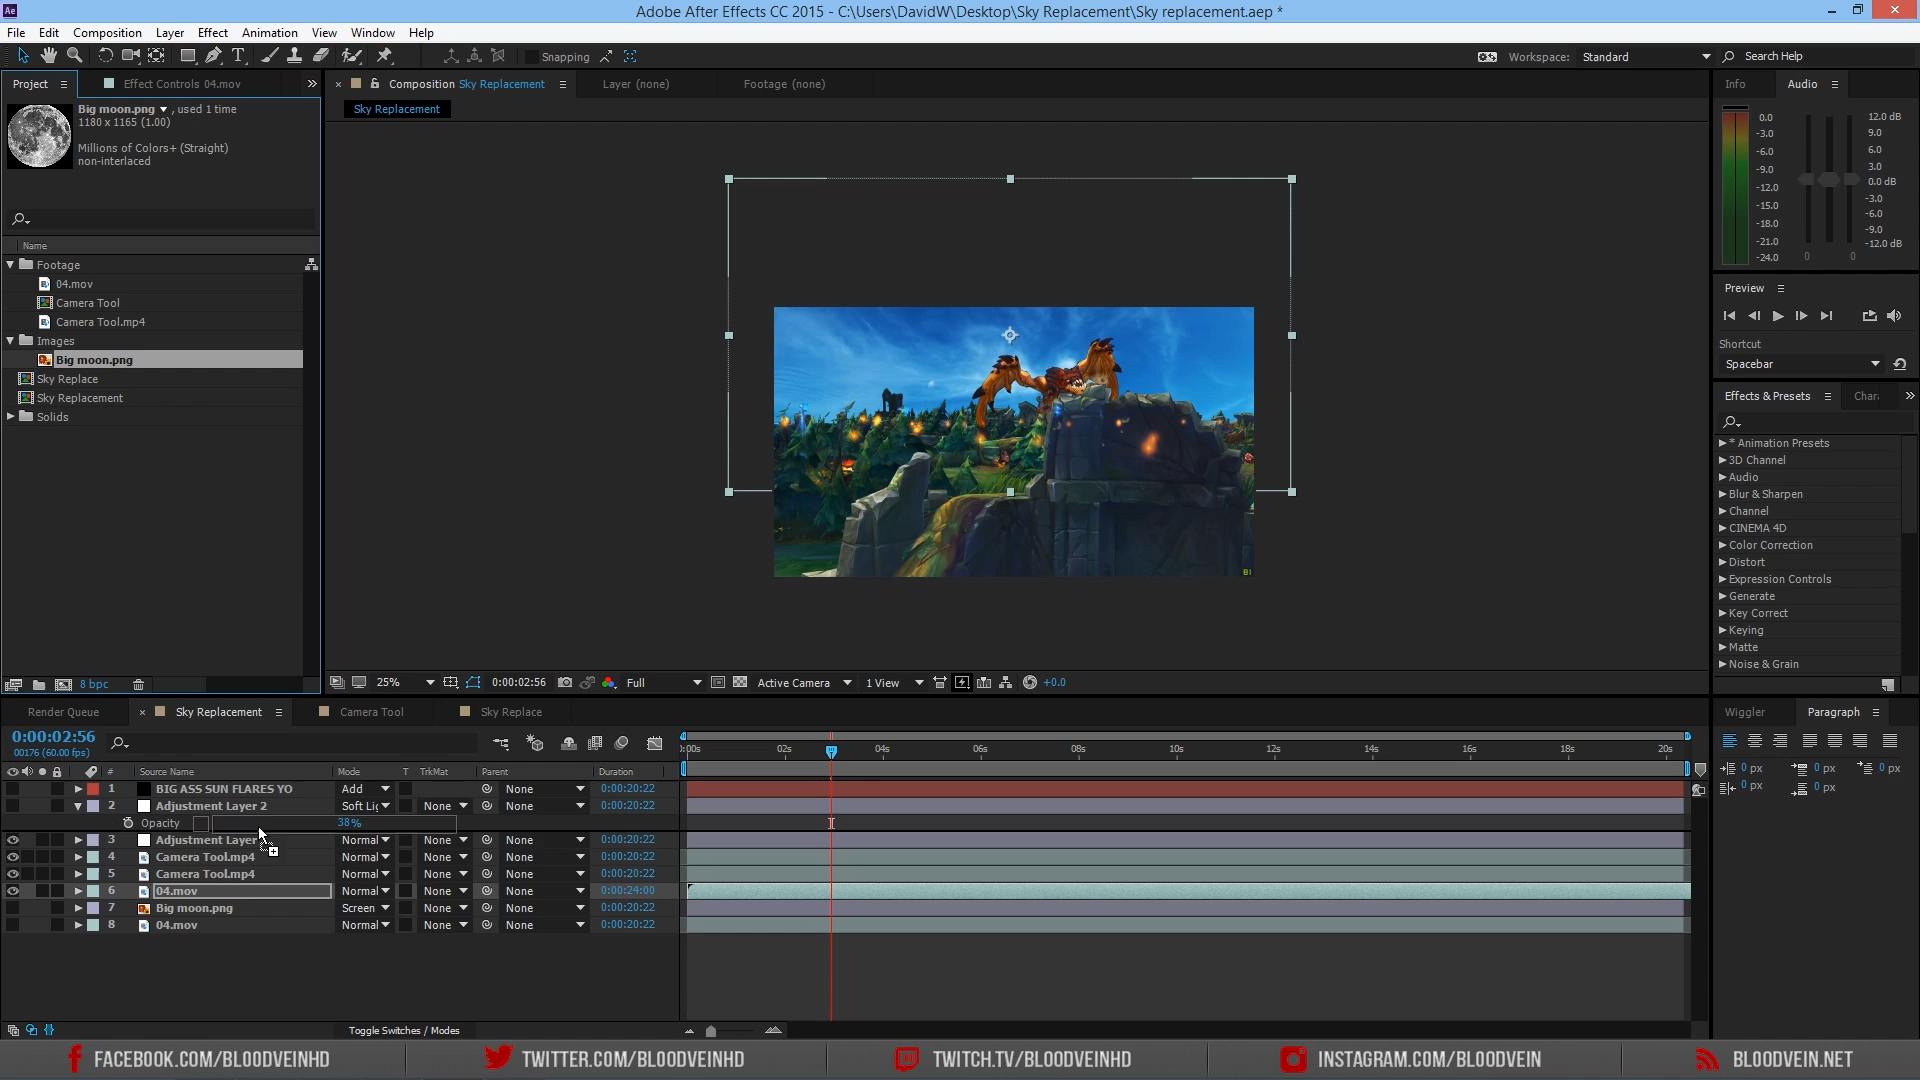 Ae Adobe After Effects CC 2015 - C:\Users\DavidW\Desktop\Sky Replacement\Sky replacement.aep *
File Edit Composition Layer Effect Animation View Window Help
Snapping Workspace: Standard Search Help
Project Effect Controls 04.mov Composition Sky Replacement Layer (none) Footage (none) Info Audio
Sky Replacement
Big moon.png , used 1 time
1180 x 1165 (1.00)
Millions of Colors+ (Straight)
non-interlaced
Name
Footage
04.mov
Camera Tool
Camera Tool.mp4
Images
Big moon.png
Sky Replace
Sky Replacement
Solids
8 bpc
25% 0:00:02:56 Full Active Camera 1 View +0.0
0.0
-3.0
-6.0
-9.0
-12.0
-15.0
-18.0
-21.0
-24.0
0 0
12.0 dB
9.0
6.0
3.0
0.0 dB
-3.0
-6.0
-9.0
-12.0 dB
Preview
Shortcut
Spacebar
Effects & Presets Char
* Animation Presets
3D Channel
Audio
Blur & Sharpen
Channel
CINEMA 4D
Color Correction
Distort
Expression Controls
Generate
Key Correct
Keying
Matte
Noise & Grain
Render Queue Sky Replacement Camera Tool Sky Replace
0:00:02:56
00176 (60.00 fps)
:00s 02s 04s 06s 08s 10s 12s 14s 16s 18s 20s
# Source Name Mode T TrkMat Parent Duration
1 BIG ASS SUN FLARES YO Add None 0:00:20:22
2 Adjustment Layer 2 Soft Lig None None 0:00:20:22
Opacity 38%
3 Adjustment Layer Normal None None 0:00:20:22
4 Camera Tool.mp4 Normal None None 0:00:20:22
5 Camera Tool.mp4 Normal None None 0:00:20:22
6 04.mov Normal None None 0:00:24:00
7 Big moon.png Screen None None 0:00:20:22
8 04.mov Normal None None 0:00:20:22
Toggle Switches / Modes
Wiggler Paragraph
0 px 0 px 0 px
0 px 0 px
FACEBOOK.COM/BLOODVEINHD TWITTER.COM/BLOODVEINHD TWITCH.TV/BLOODVEINHD INSTAGRAM.COM/BLOODVEIN BLOODVEIN.NET